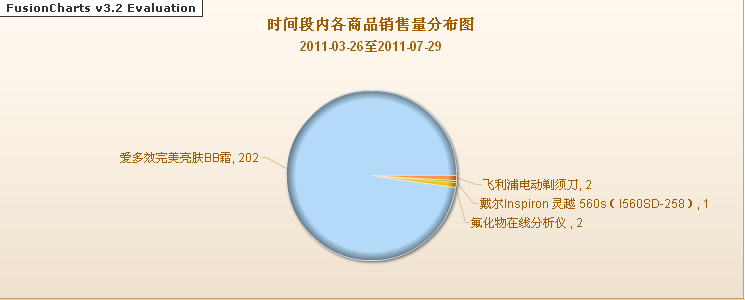 FusionCharts v3.2 Evaluation
时间段内各商品销售量分布图
2011-03-26至2011-07-29
爱多效完美亮肤BB霜, 202
飞利浦电动剃须刀, 2
戴尔Inspiron 灵越 560s ( I560SD-258 ) , 1
氟化物在线分析仪 , 2